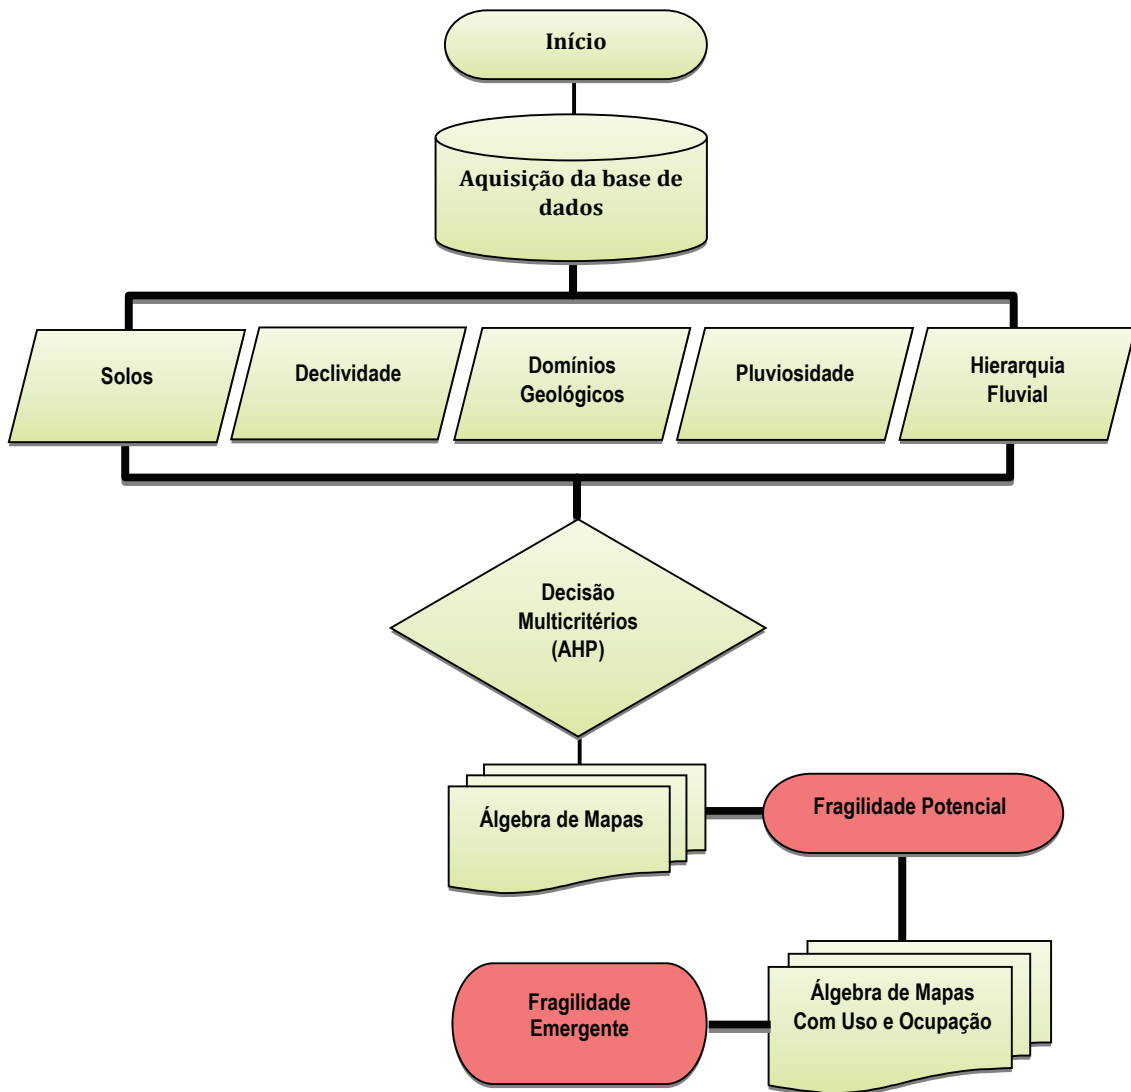 Início
Aquisição da base de
dados
Solos
Declividade
Domínios
Geológicos
Pluviosidade
Hierarquia
Fluvial
Decisão
Multicritérios
(AHP)
Álgebra de Mapas
Fragilidade Potencial
Fragilidade
Emergente
Álgebra de Mapas
Com Uso e Ocupação